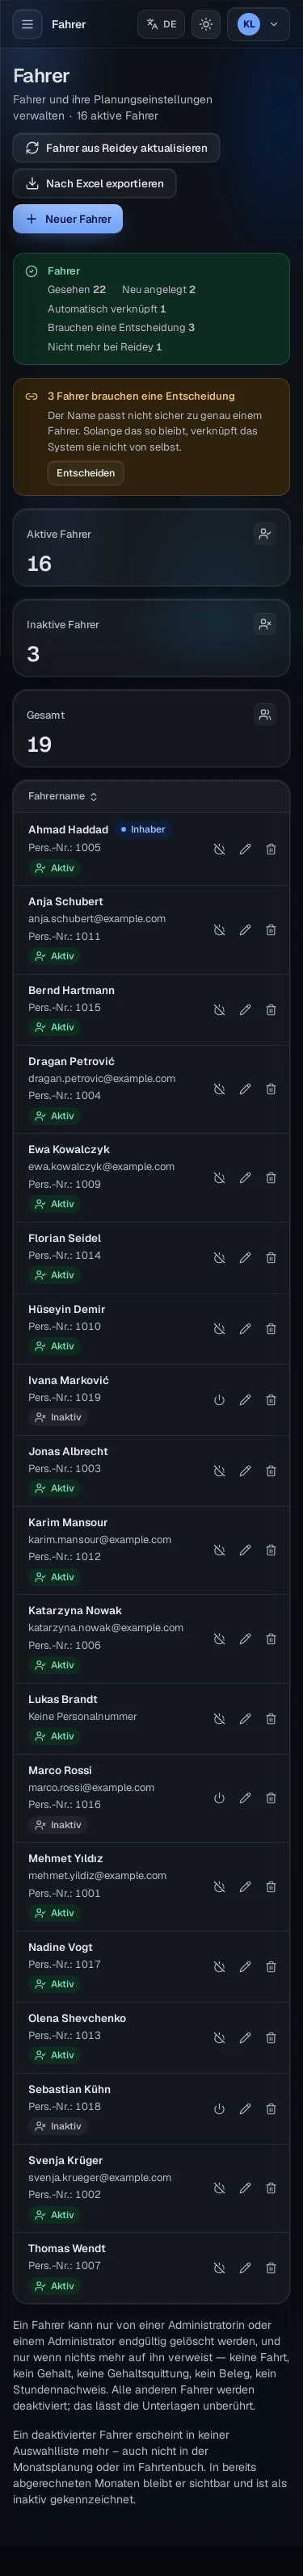 Fahrer
DE
KL
Fahrer
Fahrer und ihre Planungseinstellungen
verwalten · 16 aktive Fahrer
Fahrer aus Reidey aktualisieren
Nach Excel exportieren
Neuer Fahrer
Fahrer
Gesehen 22 Neu angelegt 2
Automatisch verknüpft 1
Brauchen eine Entscheidung 3
Nicht mehr bei Reidey 1
3 Fahrer brauchen eine Entscheidung
Der Name passt nicht sicher zu genau einem
Fahrer. Solange das so bleibt, verknüpft das
System sie nicht von selbst.
Entscheiden
Aktive Fahrer
16
Inaktive Fahrer
3
Gesamt
19
Fahrername
Ahmad Haddad Inhaber
Pers.-Nr.: 1005
Aktiv
Anja Schubert
anja.schubert@example.com
Pers.-Nr.: 1011
Aktiv
Bernd Hartmann
Pers.-Nr.: 1015
Aktiv
Dragan Petrović
dragan.petrovic@example.com
Pers.-Nr.: 1004
Aktiv
Ewa Kowalczyk
ewa.kowalczyk@example.com
Pers.-Nr.: 1009
Aktiv
Florian Seidel
Pers.-Nr.: 1014
Aktiv
Hüseyin Demir
Pers.-Nr.: 1010
Aktiv
Ivana Marković
Pers.-Nr.: 1019
Inaktiv
Jonas Albrecht
Pers.-Nr.: 1003
Aktiv
Karim Mansour
karim.mansour@example.com
Pers.-Nr.: 1012
Aktiv
Katarzyna Nowak
katarzyna.nowak@example.com
Pers.-Nr.: 1006
Aktiv
Lukas Brandt
Keine Personalnummer
Aktiv
Marco Rossi
marco.rossi@example.com
Pers.-Nr.: 1016
Inaktiv
Mehmet Yıldız
mehmet.yildiz@example.com
Pers.-Nr.: 1001
Aktiv
Nadine Vogt
Pers.-Nr.: 1017
Aktiv
Olena Shevchenko
Pers.-Nr.: 1013
Aktiv
Sebastian Kühn
Pers.-Nr.: 1018
Inaktiv
Svenja Krüger
svenja.krueger@example.com
Pers.-Nr.: 1002
Aktiv
Thomas Wendt
Pers.-Nr.: 1007
Aktiv
Ein Fahrer kann nur von einer Administratorin oder
einem Administrator endgültig gelöscht werden, und
nur wenn nichts mehr auf ihn verweist — keine Fahrt,
kein Gehalt, keine Gehaltsquittung, kein Beleg, kein
Stundennachweis. Alle anderen Fahrer werden
deaktiviert; das lässt die Unterlagen unberührt.
Ein deaktivierter Fahrer erscheint in keiner
Auswahlliste mehr – auch nicht in der
Monatsplanung oder im Fahrtenbuch. In bereits
abgerechneten Monaten bleibt er sichtbar und ist als
inaktiv gekennzeichnet.